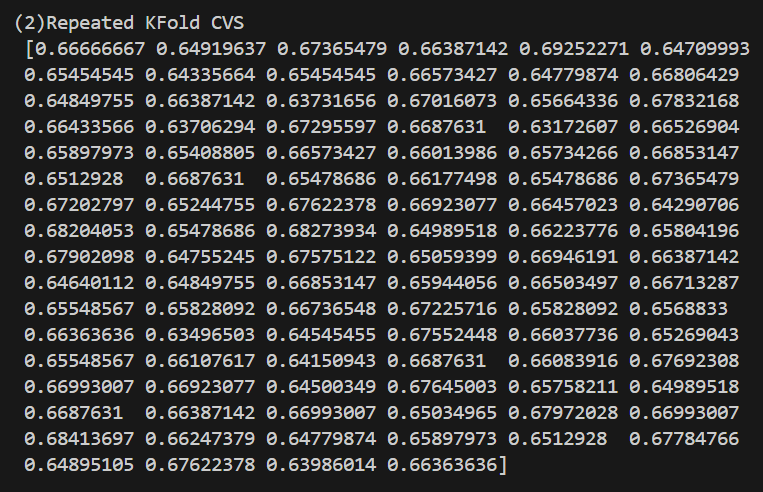 (2)Repeated KFold CVS
[0.66666667 0.64919637 0.67365479 0.66387142 0.69252271 0.64709993
0.65454545 0.64335664 0.65454545 0.66573427 0.64779874 0.66806429
0.64849755 0.66387142 0.63731656 0.67016073 0.65664336 0.67832168
0.66433566 0.63706294 0.67295597 0.6687631  0.63172607 0.66526904
0.65897973 0.65408805 0.66573427 0.66013986 0.65734266 0.66853147
0.6512928  0.6687631  0.65478686 0.66177498 0.65478686 0.67365479
0.67202797 0.65244755 0.67622378 0.66923077 0.66457023 0.64290706
0.68204053 0.65478686 0.68273934 0.64989518 0.66223776 0.65804196
0.67902098 0.64755245 0.67575122 0.65059399 0.66946191 0.66387142
0.64640112 0.64849755 0.66853147 0.65944056 0.66503497 0.66713287
0.65548567 0.65828092 0.66736548 0.67225716 0.65828092 0.6568833
0.66363636 0.63496503 0.64545455 0.67552448 0.66037736 0.65269043
0.65548567 0.66107617 0.64150943 0.6687631  0.66083916 0.67692308
0.66993007 0.66923077 0.64500349 0.67645003 0.65758211 0.64989518
0.6687631  0.66387142 0.66993007 0.65034965 0.67972028 0.66993007
0.68413697 0.66247379 0.64779874 0.65897973 0.6512928  0.67784766
0.64895105 0.67622378 0.63986014 0.66363636]